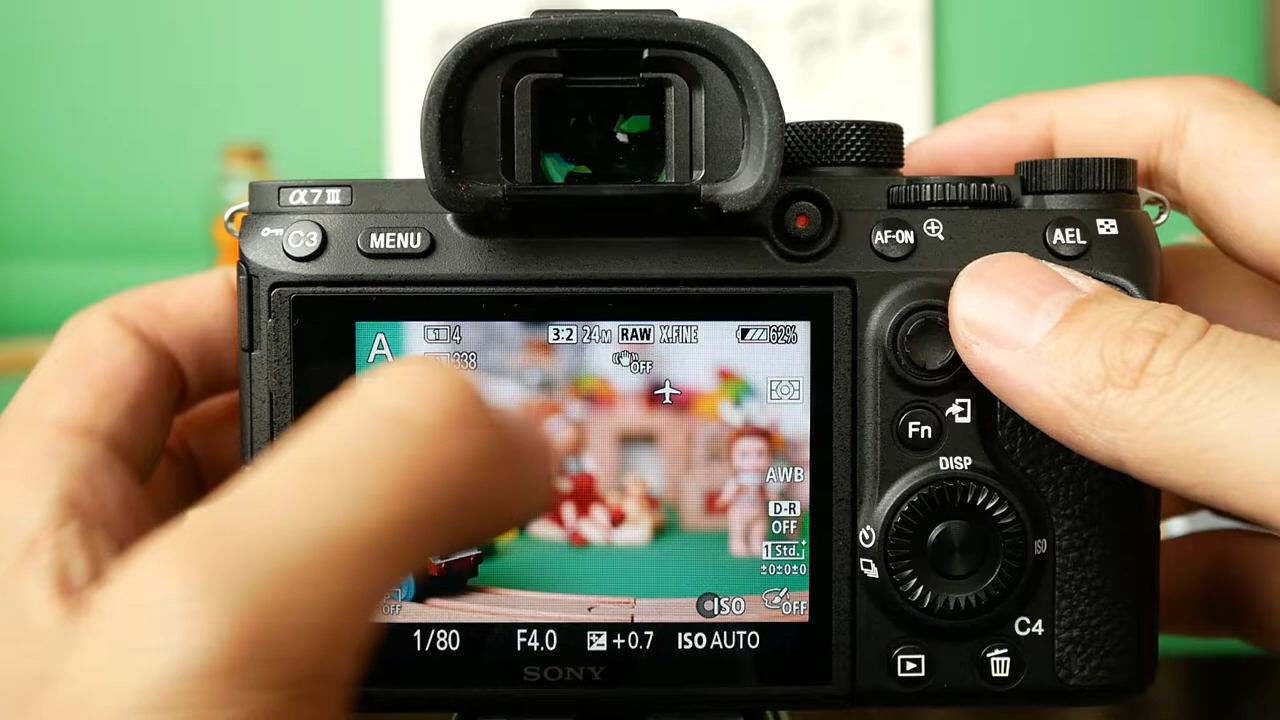 α7III
C3
MENU
AF-ON
AEL
A
4
3:2 24M RAW X.FINE
62%
338
OFF
Fn
DISP
AWB
D-R
OFF
1 Std.
±0±0±0
ISO
OFF
ISO
OFF
1/80 F4.0 +0.7 ISO AUTO
C4
SONY